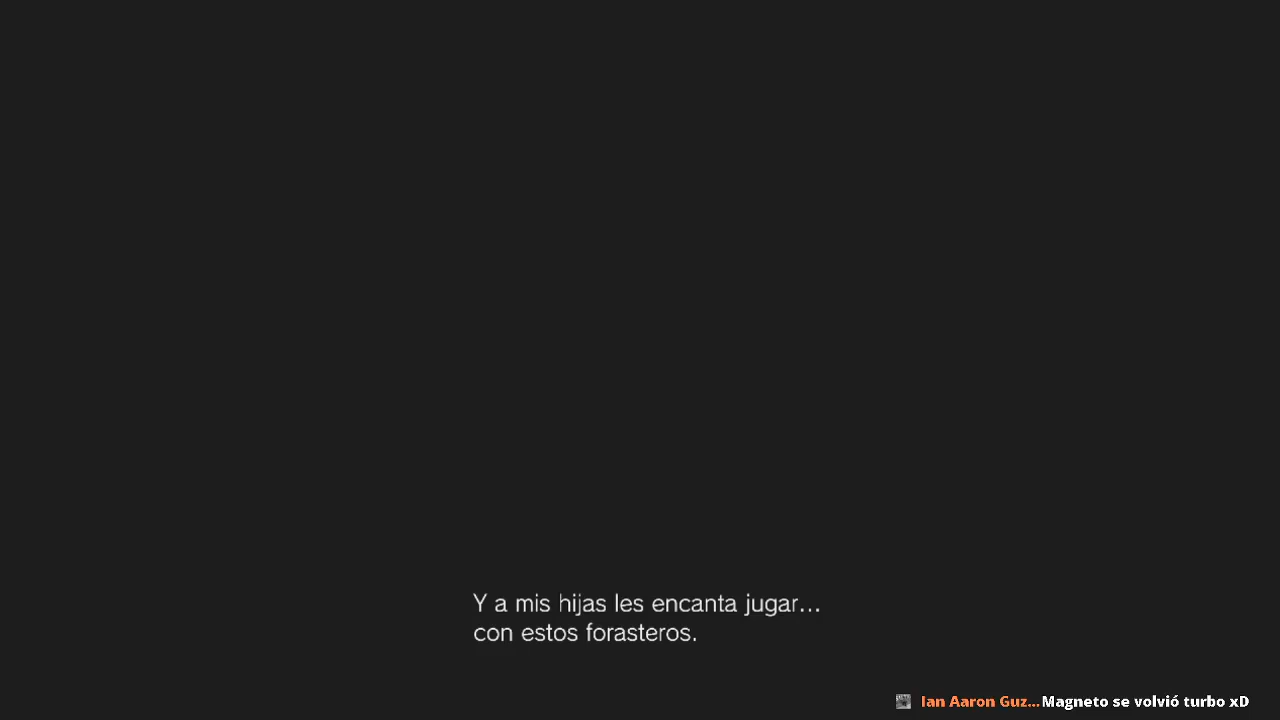 Y a mis hijas les encanta jugar...
con estos forasteros.
Ian Aaron Guz... Magneto se volvió turbo xD